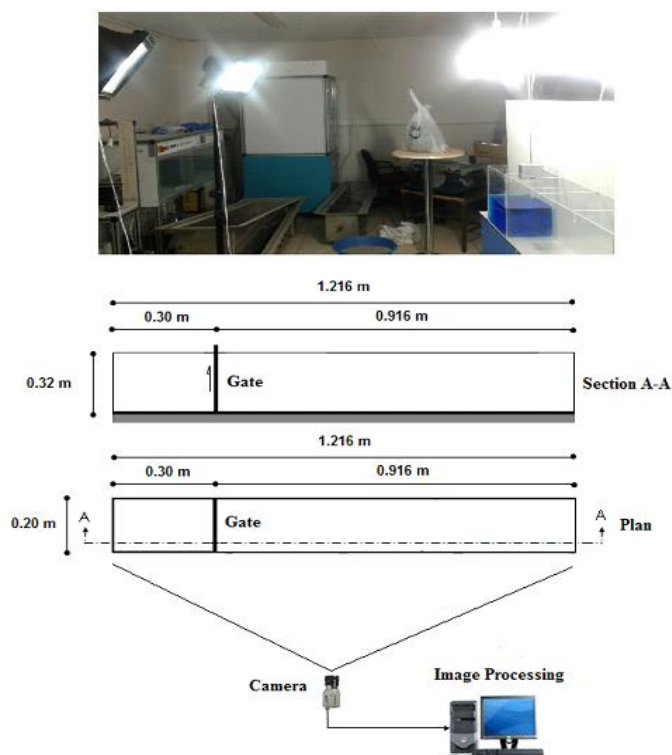 1.216 m
0.30 m 0.916 m
0.32 m
Gate
Section A-A
1.216 m
0.30 m 0.916 m
0.20 m
A
Gate
A
Plan
Camera
Image Processing